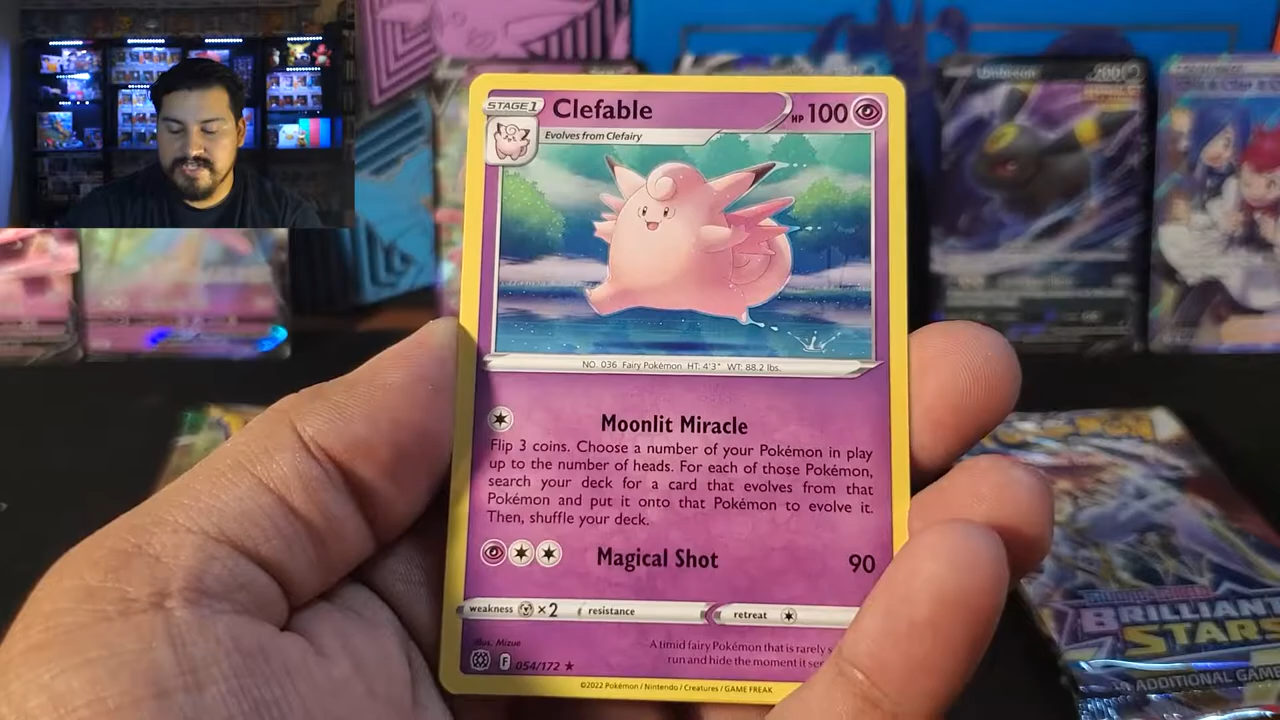 STAGE 1
Clefable
HP 100
Evolves from Clefairy
NO. 036 Fairy Pokémon HT: 4'3" WT: 88.2 lbs.
Moonlit Miracle
Flip 3 coins. Choose a number of your Pokémon in play
up to the number of heads. For each of those Pokémon,
search your deck for a card that evolves from that
Pokémon and put it onto that Pokémon to evolve it.
Then, shuffle your deck.
Magical Shot 90
weakness ×2 resistance retreat
Illus. Mizue
A timid fairy Pokémon that is rarely
run and hide the moment it
F 054/172 ★
©2022 Pokémon / Nintendo / Creatures / GAME FREAK
Umbreon
200
BRILLIANT
STARS
ADDITIONAL GAME